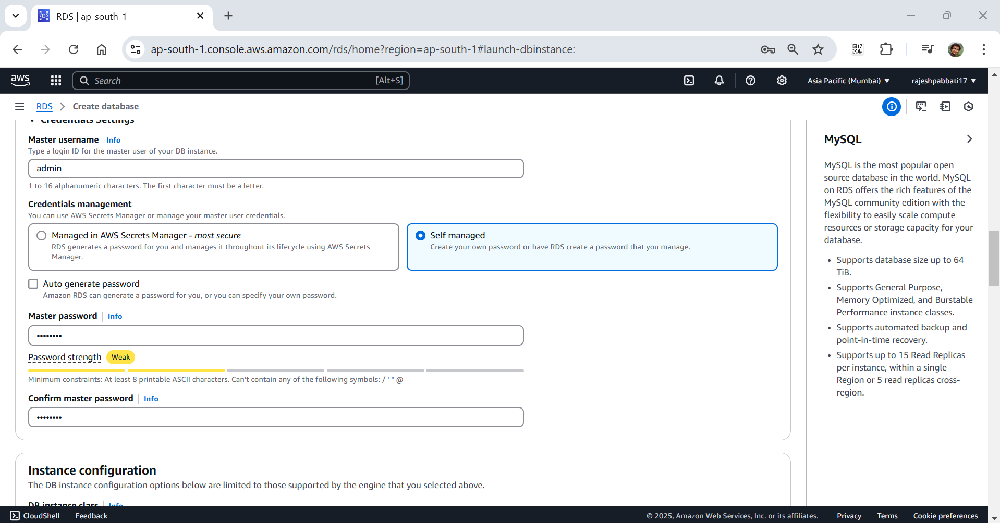 RDS | ap-south-1
ap-south-1.console.aws.amazon.com/rds/home?region=ap-south-1#launch-dbinstance:
aws
Search
[Alt+S]
Asia Pacific (Mumbai)
rajeshpabbati17
RDS
Create database
Credentials Settings
Master username
Info
Type a login ID for the master user of your DB instance.
admin
1 to 16 alphanumeric characters. The first character must be a letter.
Credentials management
You can use AWS Secrets Manager or manage your master user credentials.
Managed in AWS Secrets Manager - most secure
RDS generates a password for you and manages it throughout its lifecycle using AWS Secrets
Manager.
Self managed
Create your own password or have RDS create a password that you manage.
Auto generate password
Amazon RDS can generate a password for you, or you can specify your own password.
Master password
Info
••••••••
Password strength
Weak
Minimum constraints: At least 8 printable ASCII characters. Can't contain any of the following symbols: / ' " @
Confirm master password
Info
••••••••
Instance configuration
The DB instance configuration options below are limited to those supported by the engine that you selected above.
DB instance class
Info
MySQL
MySQL is the most popular open
source database in the world. MySQL
on RDS offers the rich features of the
MySQL community edition with the
flexibility to easily scale compute
resources or storage capacity for your
database.
• Supports database size up to 64
TiB.
• Supports General Purpose,
Memory Optimized, and Burstable
Performance instance classes.
• Supports automated backup and
point-in-time recovery.
• Supports up to 15 Read Replicas
per instance, within a single
Region or 5 read replicas cross-
region.
CloudShell
Feedback
© 2025, Amazon Web Services, Inc. or its affiliates.
Privacy
Terms
Cookie preferences